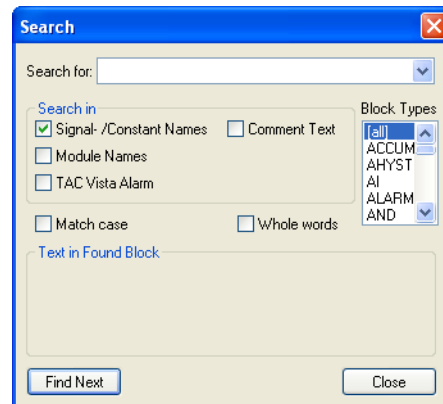 Search
Search for:
Search in
Block Types
Signal- /Constant Names
Comment Text
[all]
Module Names
ACCUM
TAC Vista Alarm
AHYST
AI
ALARM
AND
Match case
Whole words
Text in Found Block
Find Next
Close